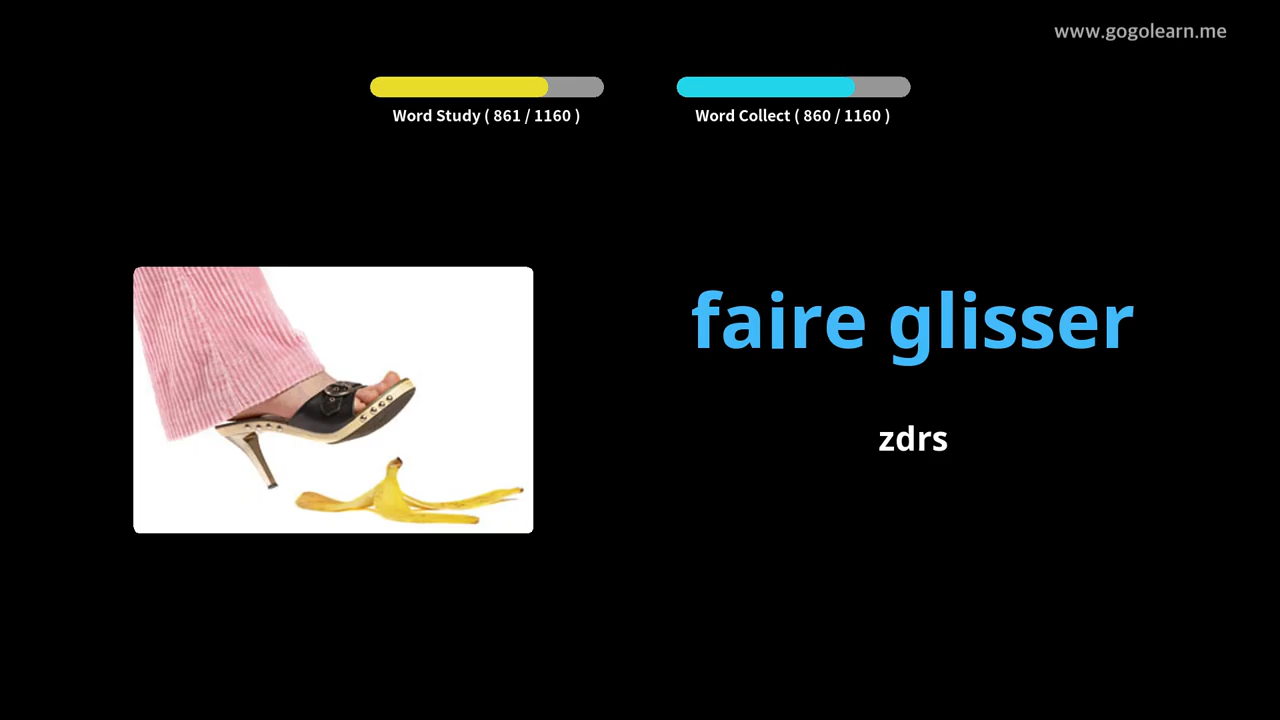 www.gogolearn.me
Word Study ( 861 / 1160 )
Word Collect ( 860 / 1160 )
faire glisser
zdrs